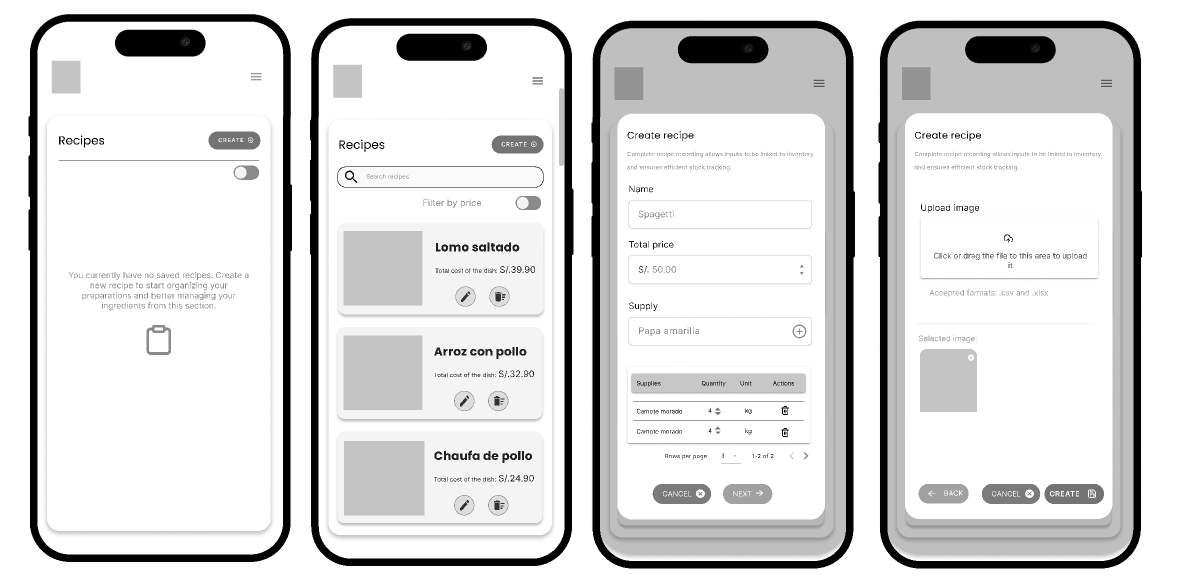 Recipes
CREATE
You currently have no saved recipes. Create a
new recipe to start organizing your
preparations and better managing your
ingredients from this section.
Recipes
CREATE
Search recipes
Filter by price
Lomo saltado
Total cost of the dish: S/.39.90
Arroz con pollo
Total cost of the dish: S/.32.90
Chaufa de pollo
Total cost of the dish: S/.24.90
Create recipe
Complete recipe recording allows inputs to be linked to inventory
and ensures efficient stock tracking.
Name
Spagetti
Total price
S/. 50.00
Supply
Papa amarilla
Supplies Quantity Unit Actions
Camote morado 4 kg
Camote morado 4 kg
Rows per page 3 1-2 of 2
CANCEL
NEXT
Create recipe
Complete recipe recording allows inputs to be linked to inventory
and ensures efficient stock tracking.
Upload image
Click or drag the file to this area to upload
it
Accepted formats: .csv and .xlsx
Selected image:
BACK
CANCEL
CREATE